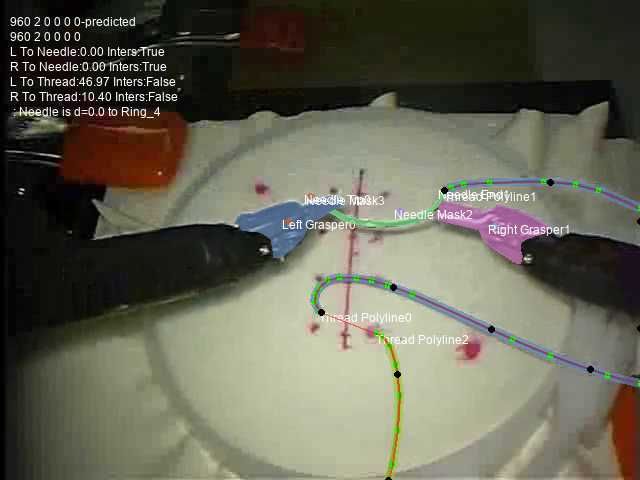 960 2 0 0 0 0-predicted
960 2 0 0 0 0
L To Needle:0.00 Inters:True
R To Needle:0.00 Inters:True
L To Thread:46.97 Inters:False
R To Thread:10.40 Inters:False
: Needle is d=0.0 to Ring_4
Needle End1
Thread Polyline1
Needle Mask3
Needle Mask2
Left Grasper0
Right Grasper1
Thread Polyline0
Thread Polyline2